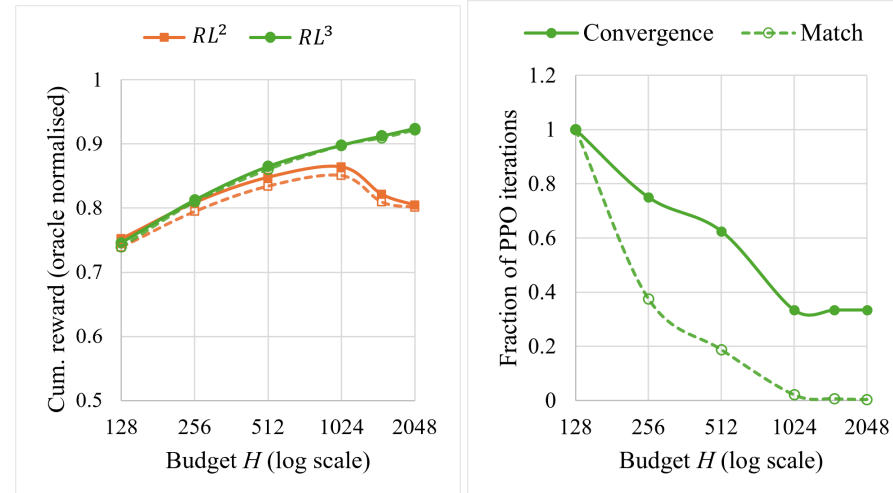 RL² RL³
Cum. reward (oracle normalised)
1
0.9
0.8
0.7
0.6
0.5
128 256 512 1024 2048
Budget H (log scale)
Convergence Match
Fraction of PPO iterations
1.2
1
0.8
0.6
0.4
0.2
0
128 256 512 1024 2048
Budget H (log scale)